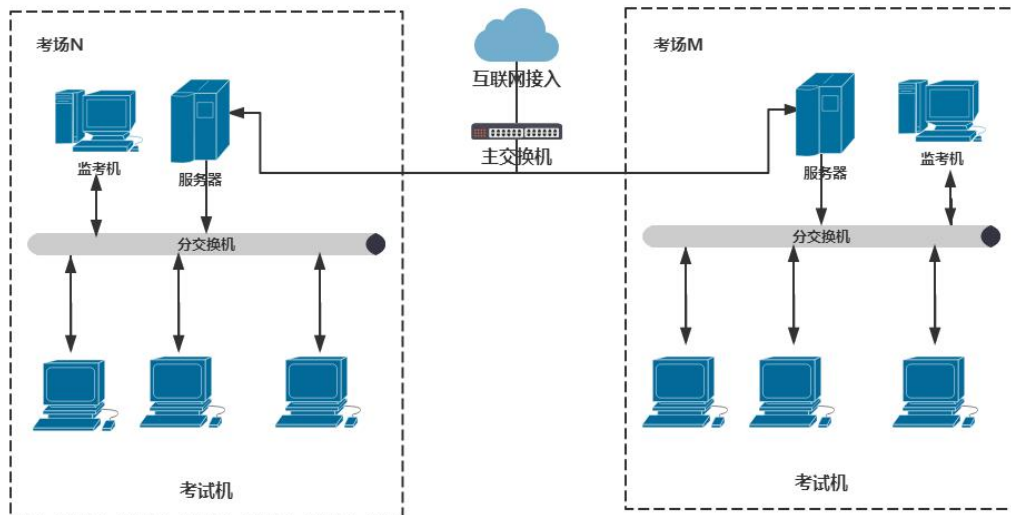 考场N
监考机
服务器
分交换机
考试机
互联网接入
主交换机
考场M
服务器
监考机
分交换机
考试机